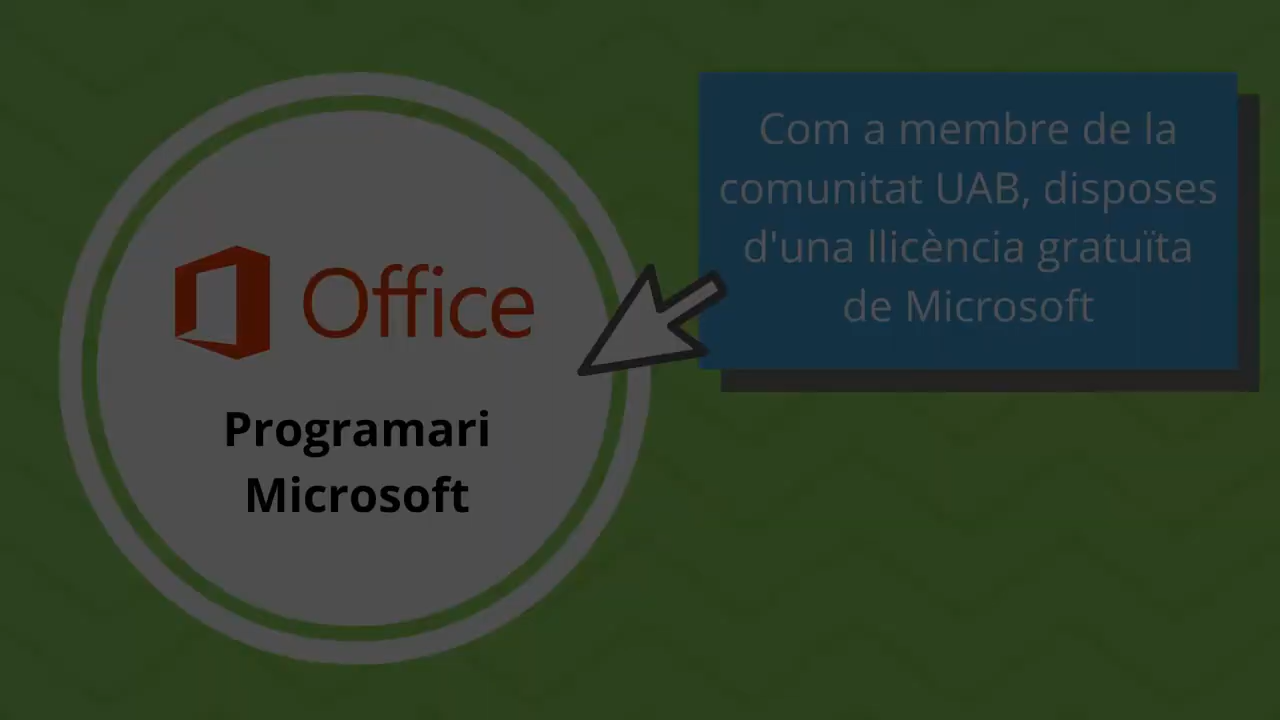 Office
Programari
Microsoft
Com a membre de la
comunitat UAB, disposes
d'una llicència gratuïta
de Microsoft